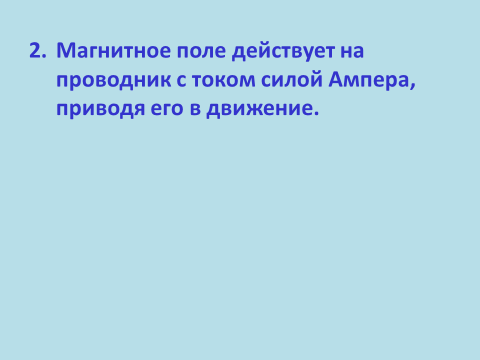 2. Магнитное поле действует на
проводник с током силой Ампера,
приводя его в движение.